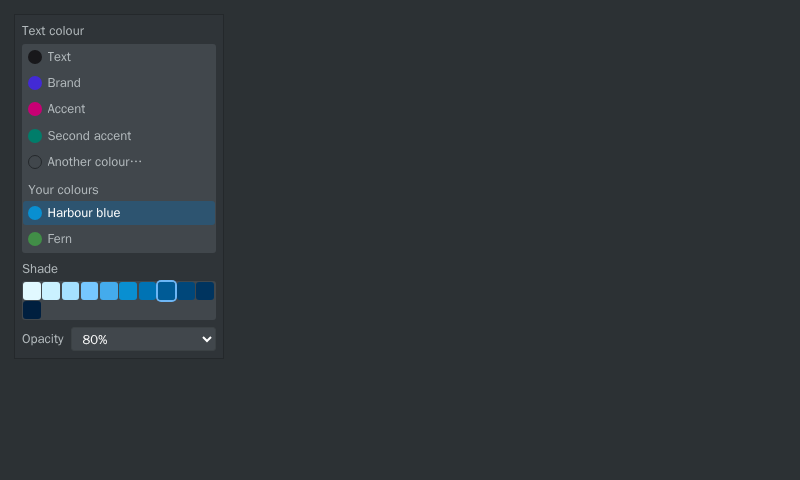 Text colour
Text
Brand
Accent
Second accent
Another colour⋯
Your colours
Harbour blue
Fern
Shade
Opacity 80%